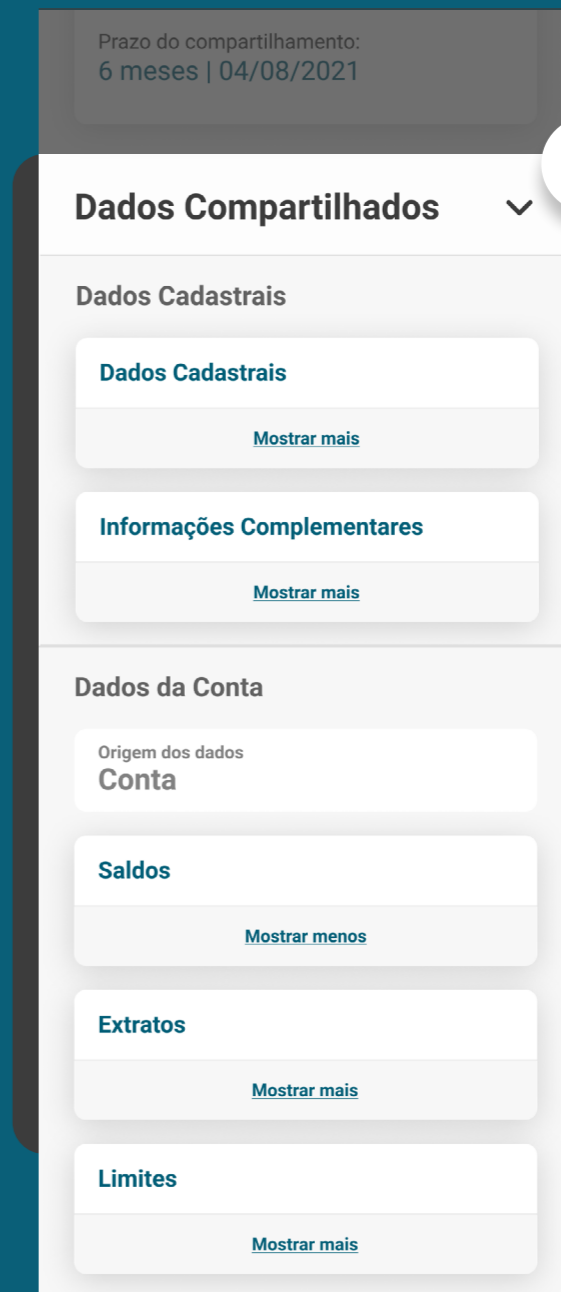 Prazo do compartilhamento:
6 meses | 04/08/2021
Dados Compartilhados
Dados Cadastrais
Dados Cadastrais
Mostrar mais
Informações Complementares
Mostrar mais
Dados da Conta
Origem dos dados
Conta
Saldos
Mostrar menos
Extratos
Mostrar mais
Limites
Mostrar mais